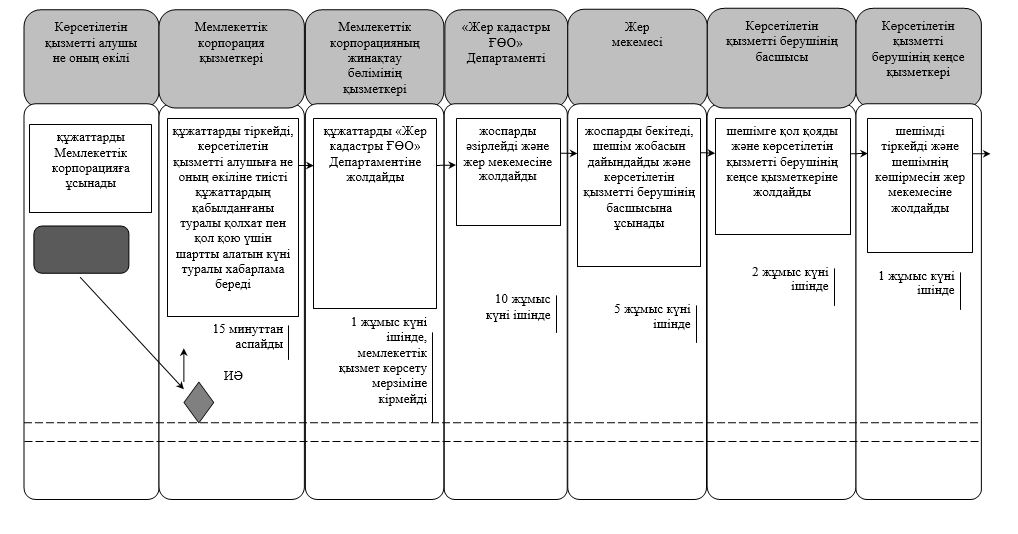 Көрсетілетін
қызметті алушы
не оның өкілі
Мемлекеттік
корпорация
қызметкері
Мемлекеттік
корпорацияның
жинақтау
бөлімінің
қызметкері
«Жер кадастры
ҒӨО»
Департаменті
Жер
мекемесі
Көрсетілетін
қызметті берушінің
басшысы
Көрсетілетін
қызметті
берушінің кеңсе
қызметкері
құжаттарды
Мемлекеттік
корпорацияға
ұсынады
құжаттарды тіркейді,
көрсетілетін
қызметті алушыға не
оның өкіліне тиісті
құжаттардың
қабылданғаны
туралы қолхат пен
қол қою үшін
шартты алатын күні
туралы хабарлама
береді
15 минуттан
аспайды
ИӘ
құжаттарды «Жер
кадастры ҒӨО»
Департаментіне
жолдайды
1 жұмыс күні
ішінде,
мемлекеттік
қызмет көрсету
мерзіміне
кірмейді
жоспарды
әзірлейді және
жер мекемесіне
жолдайды
10 жұмыс
күні ішінде
жоспарды бекітеді,
шешім жобасын
дайындайды және
көрсетілетін
қызметті берушінің
басшысына
ұсынады
5 жұмыс күні
ішінде
шешімге қол қояды
және көрсетілетін
қызметті берушінің
кеңсе қызметкеріне
жолдайды
2 жұмыс күні
ішінде
шешімді
тіркейді және
шешімнің
көшірмесін жер
мекемесіне
жолдайды
1 жұмыс күні
ішінде